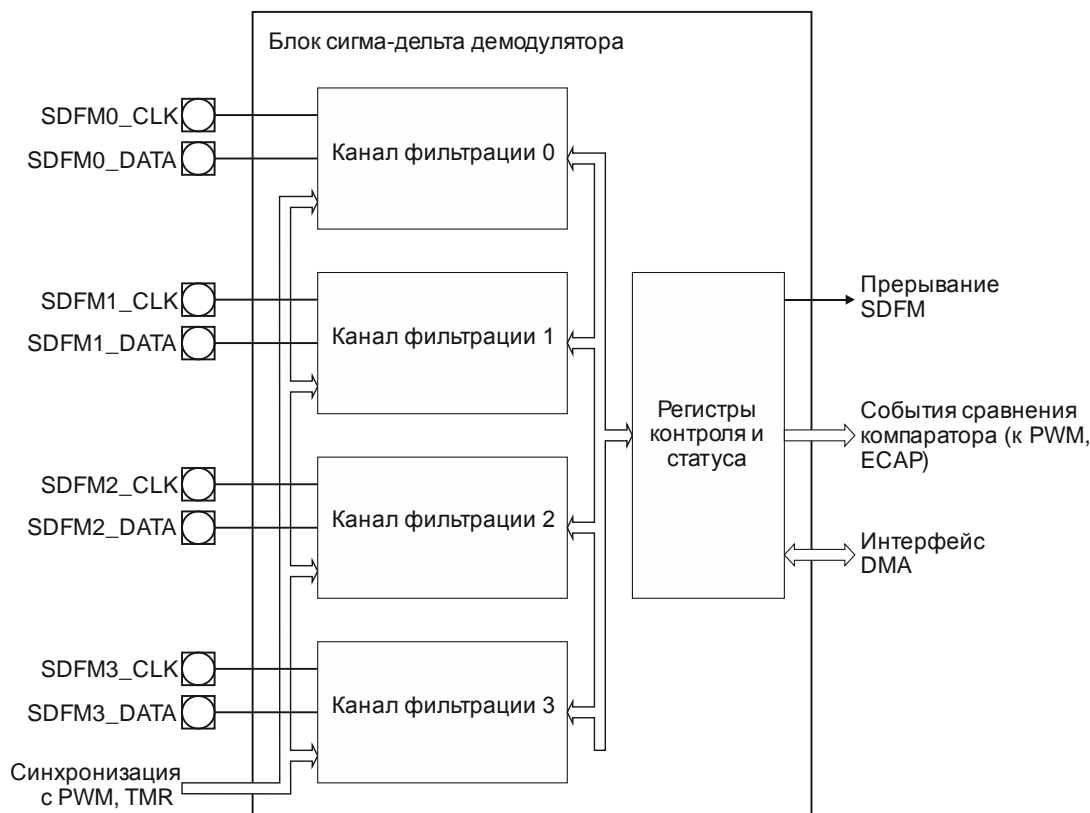 Блок сигма-дельта демодулятора
SDFM0_CLK
SDFM0_DATA
Канал фильтрации 0
SDFM1_CLK
SDFM1_DATA
Канал фильтрации 1
SDFM2_CLK
SDFM2_DATA
Канал фильтрации 2
SDFM3_CLK
SDFM3_DATA
Канал фильтрации 3
Синхронизация
с PWM, TMR
Регистры
контроля и
статуса
Прерывание
SDFM
События сравнения
компаратора (к PWM,
ECAP)
Интерфейс
DMA